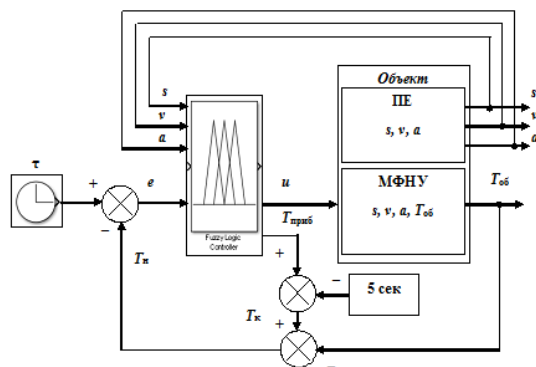 Объект
ПЕ
s, v, a
МФНУ
s, v, a, Tоб
s
v
a
s
v
a
τ
+
e
−
Tн
u
Tприб
Fuzzy Logic
Controller
Tоб
+
−
5 сек
Tк
+
−